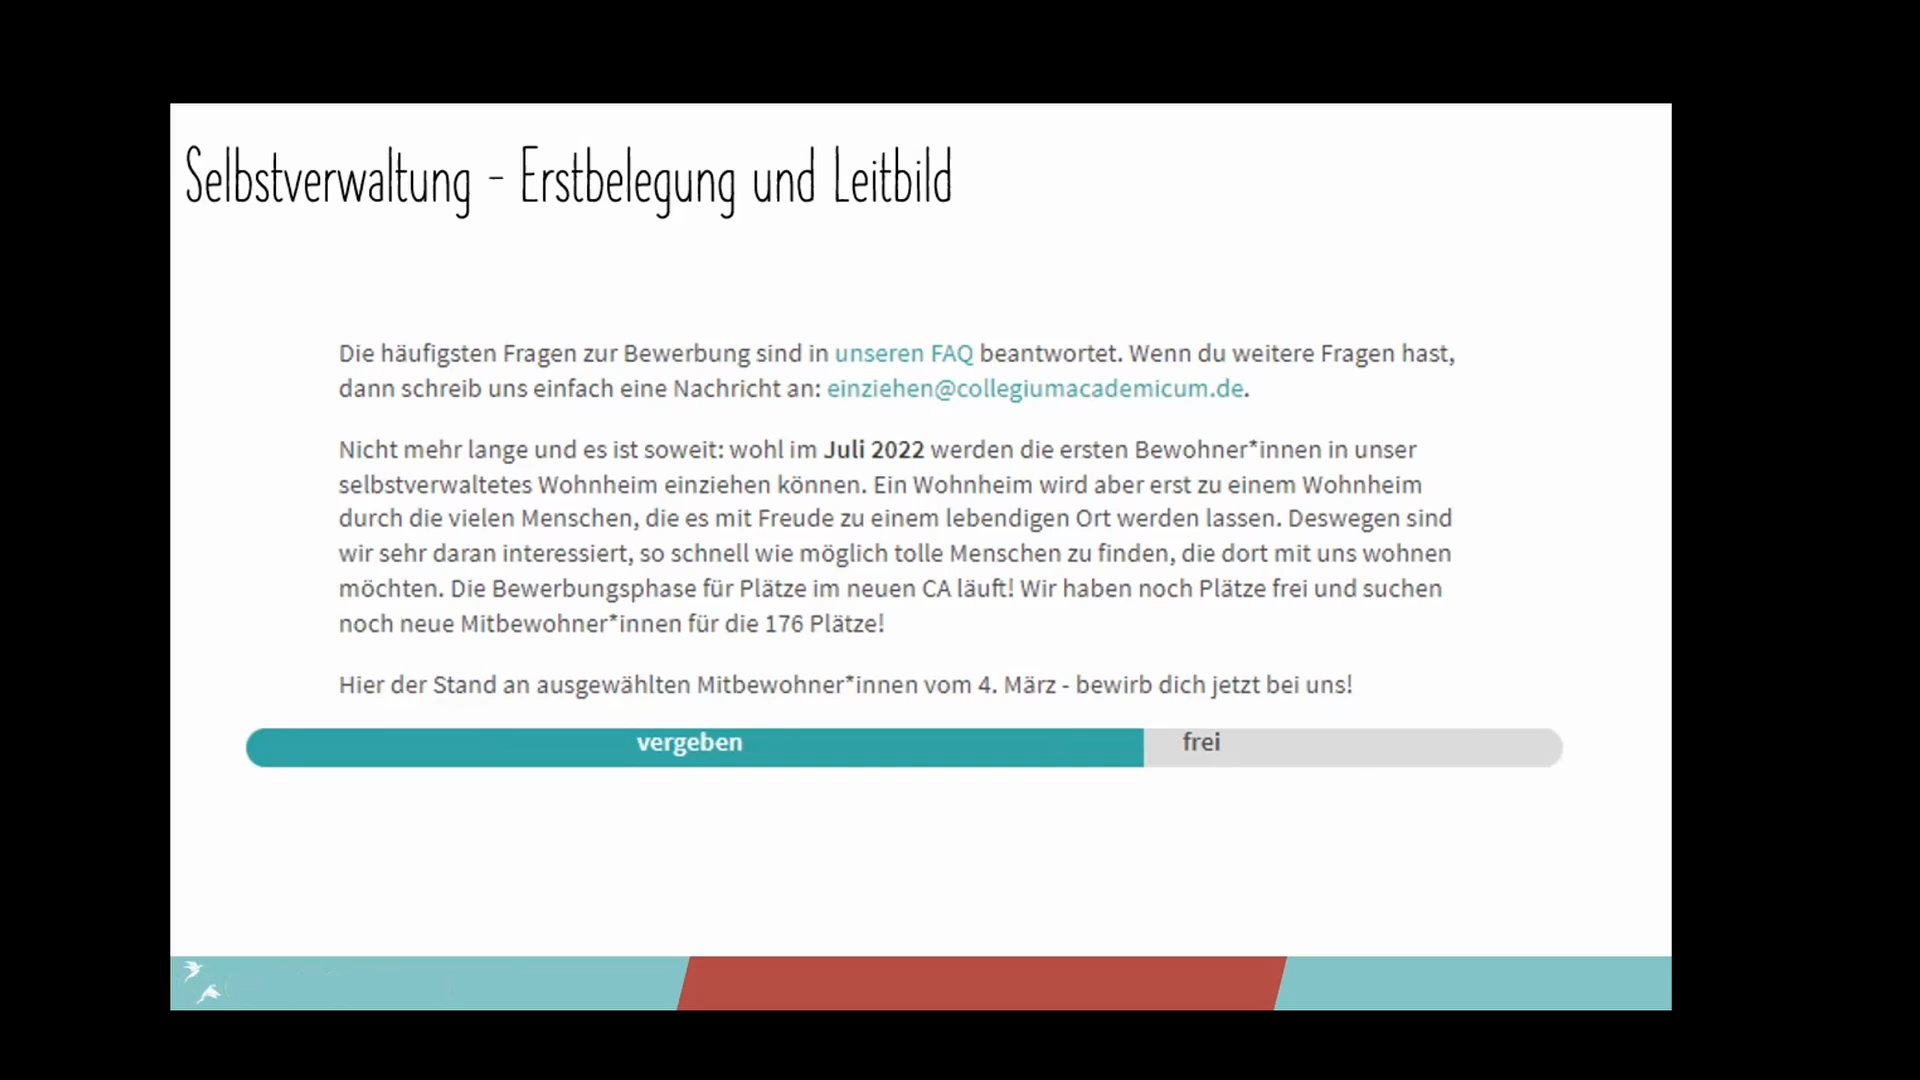 Selbstverwaltung - Erstbelegung und Leitbild
Die häufigsten Fragen zur Bewerbung sind in unseren FAQ beantwortet. Wenn du weitere Fragen hast,
dann schreib uns einfach eine Nachricht an: einziehen@collegiumacademicum.de.
Nicht mehr lange und es ist soweit: wohl im Juli 2022 werden die ersten Bewohner*innen in unser
selbstverwaltetes Wohnheim einziehen können. Ein Wohnheim wird aber erst zu einem Wohnheim
durch die vielen Menschen, die es mit Freude zu einem lebendigen Ort werden lassen. Deswegen sind
wir sehr daran interessiert, so schnell wie möglich tolle Menschen zu finden, die dort mit uns wohnen
möchten. Die Bewerbungsphase für Plätze im neuen CA läuft! Wir haben noch Plätze frei und suchen
noch neue Mitbewohner*innen für die 176 Plätze!
Hier der Stand an ausgewählten Mitbewohner*innen vom 4. März - bewirb dich jetzt bei uns!
vergeben frei